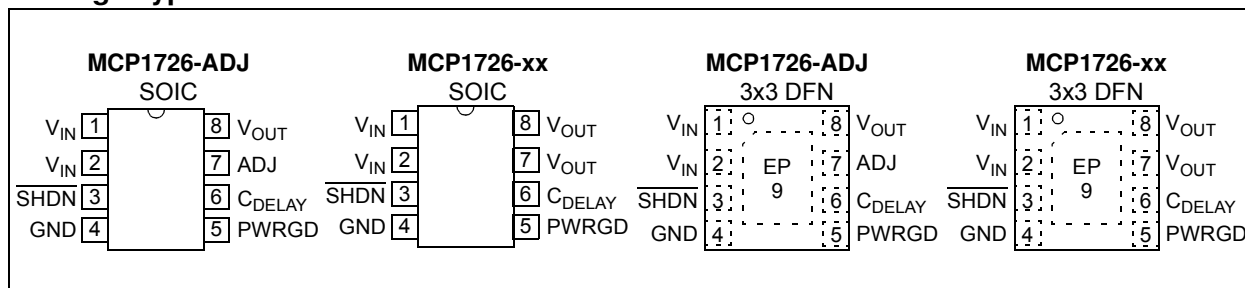 MCP1726-ADJ
SOIC
VIN 1
VIN 2
SHDN 3
GND 4
8 VOUT
7 ADJ
6 CDELAY
5 PWRGD
MCP1726-xx
SOIC
VIN 1
VIN 2
SHDN 3
GND 4
8 VOUT
7 VOUT
6 CDELAY
5 PWRGD
MCP1726-ADJ
3x3 DFN
VIN 1
VIN 2
SHDN 3
GND 4
EP
9
8 VOUT
7 ADJ
6 CDELAY
5 PWRGD
MCP1726-xx
3x3 DFN
VIN 1
VIN 2
SHDN 3
GND 4
EP
9
8 VOUT
7 VOUT
6 CDELAY
5 PWRGD